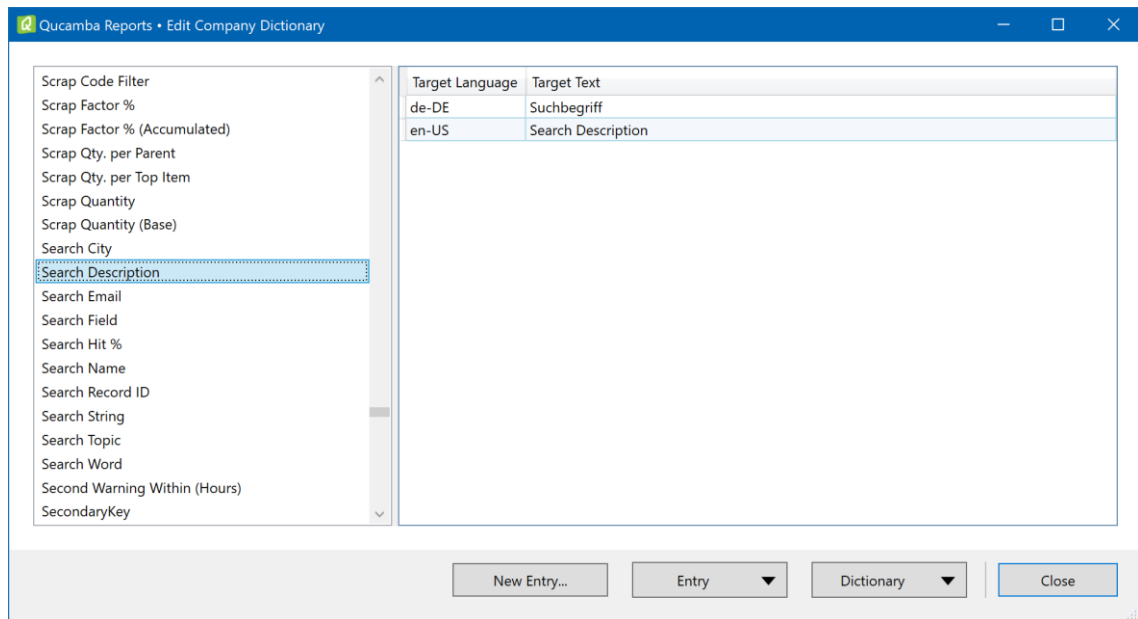 Qucamba Reports • Edit Company Dictionary
Scrap Code Filter
Scrap Factor %
Scrap Factor % (Accumulated)
Scrap Qty. per Parent
Scrap Qty. per Top Item
Scrap Quantity
Scrap Quantity (Base)
Search City
Search Description
Search Email
Search Field
Search Hit %
Search Name
Search Record ID
Search String
Search Topic
Search Word
Second Warning Within (Hours)
SecondaryKey
Target Language Target Text
de-DE Suchbegriff
en-US Search Description
New Entry... Entry Dictionary Close